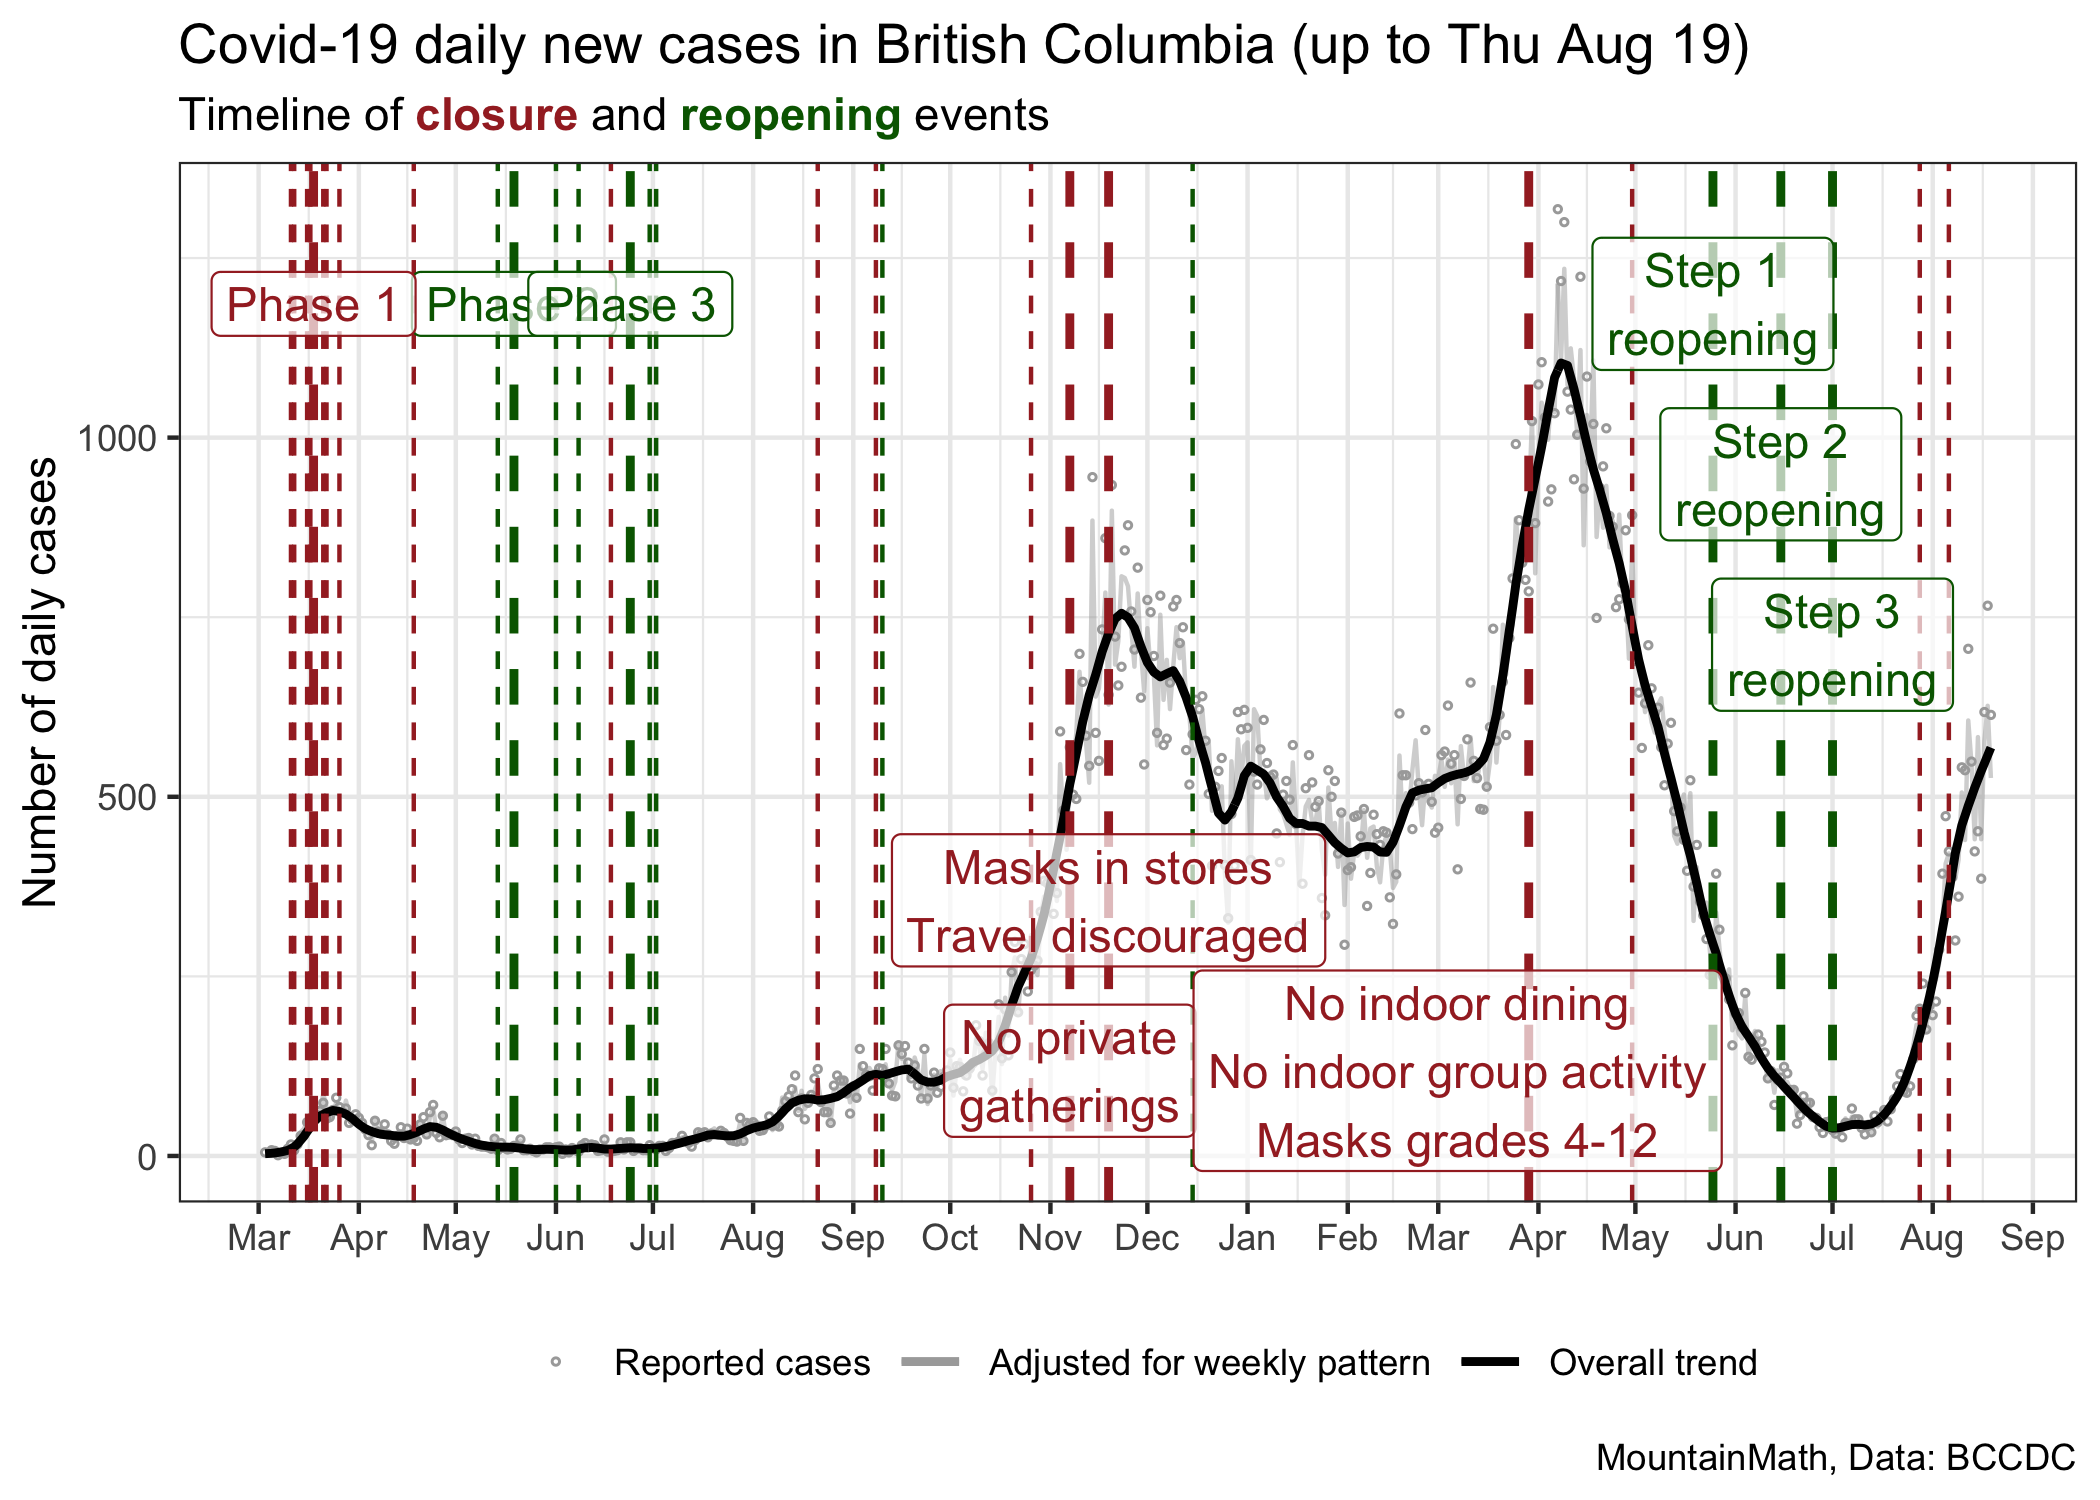 Covid-19 daily new cases in British Columbia (up to Thu Aug 19)
Timeline of closure and reopening events
Number of daily cases
1000
500
0
Phase 1
Phase 2
Phase 3
Step 1
reopening
Step 2
reopening
Step 3
reopening
Masks in stores
Travel discouraged
No private
gatherings
No indoor dining
No indoor group activity
Masks grades 4-12
Mar Apr May Jun Jul Aug Sep Oct Nov Dec Jan Feb Mar Apr May Jun Jul Aug Sep
Reported cases Adjusted for weekly pattern Overall trend
MountainMath, Data: BCCDC